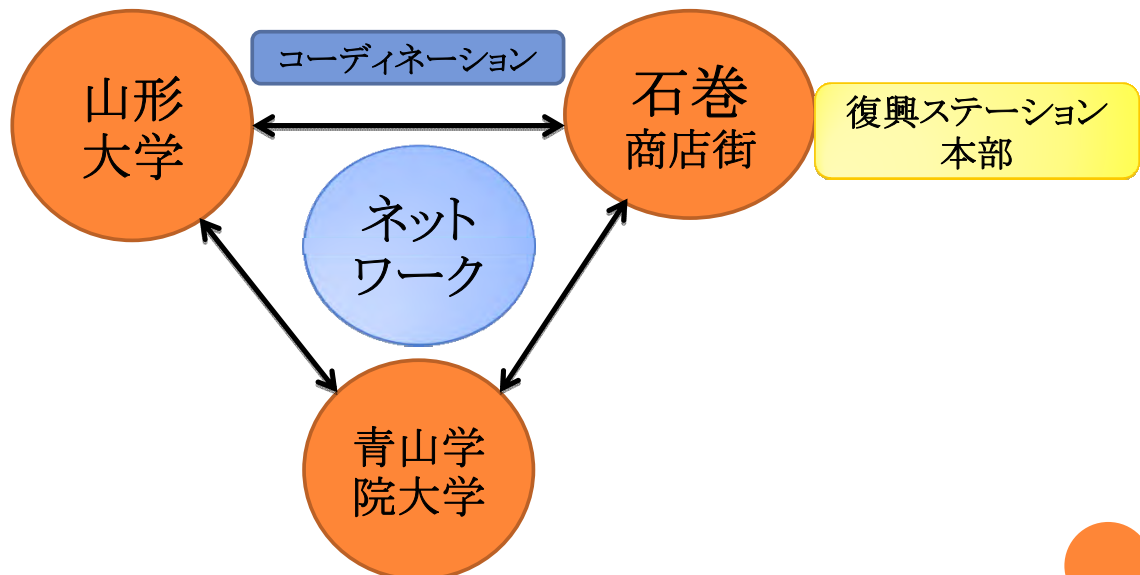 山形
大学
コーディネーション
石巻
商店街
復興ステーション
本部
ネット
ワーク
青山学
院大学